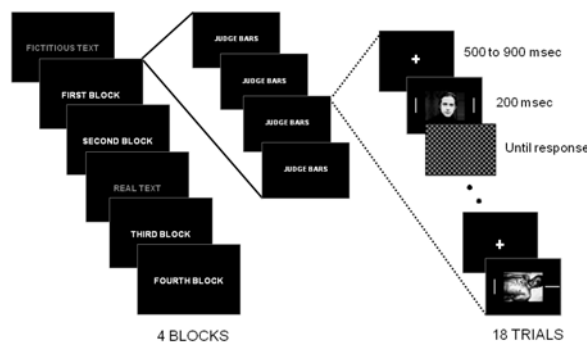 FICTITIOUS TEXT
FIRST BLOCK
SECOND BLOCK
REAL TEXT
THIRD BLOCK
FOURTH BLOCK
4 BLOCKS
JUDGE BARS
JUDGE BARS
JUDGE BARS
JUDGE BARS
500 to 900 msec
200 msec
Until response
18 TRIALS